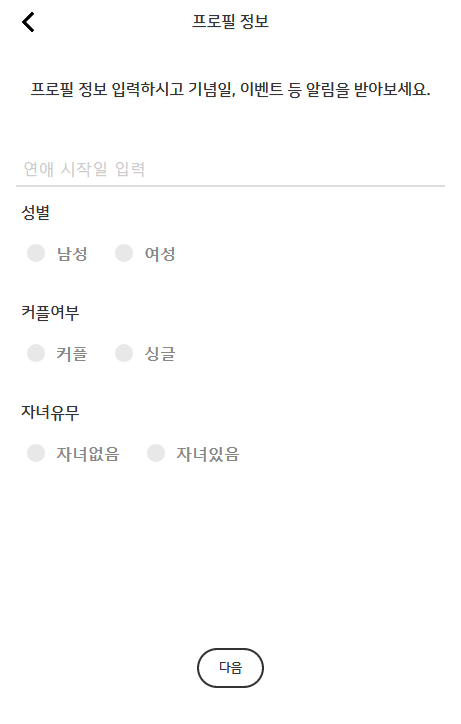 프로필 정보
프로필 정보 입력하시고 기념일, 이벤트 등 알림을 받아보세요.
연애 시작일 입력
성별
남성 여성
커플여부
커플 싱글
자녀유무
자녀없음 자녀있음
다음